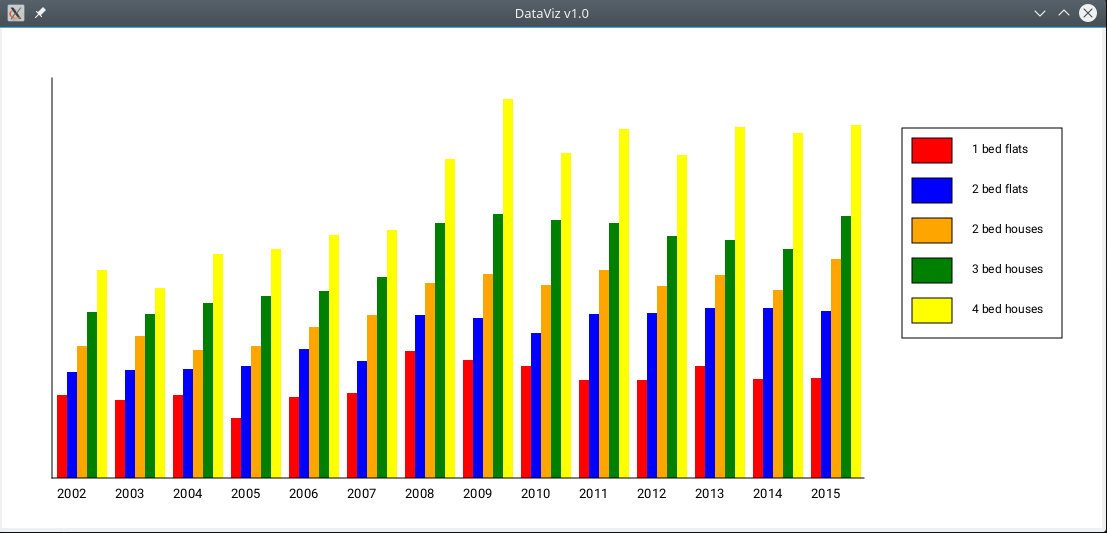 DataViz v1.0
1 bed flats
2 bed flats
2 bed houses
3 bed houses
4 bed houses
2002 2003 2004 2005 2006 2007 2008 2009 2010 2011 2012 2013 2014 2015